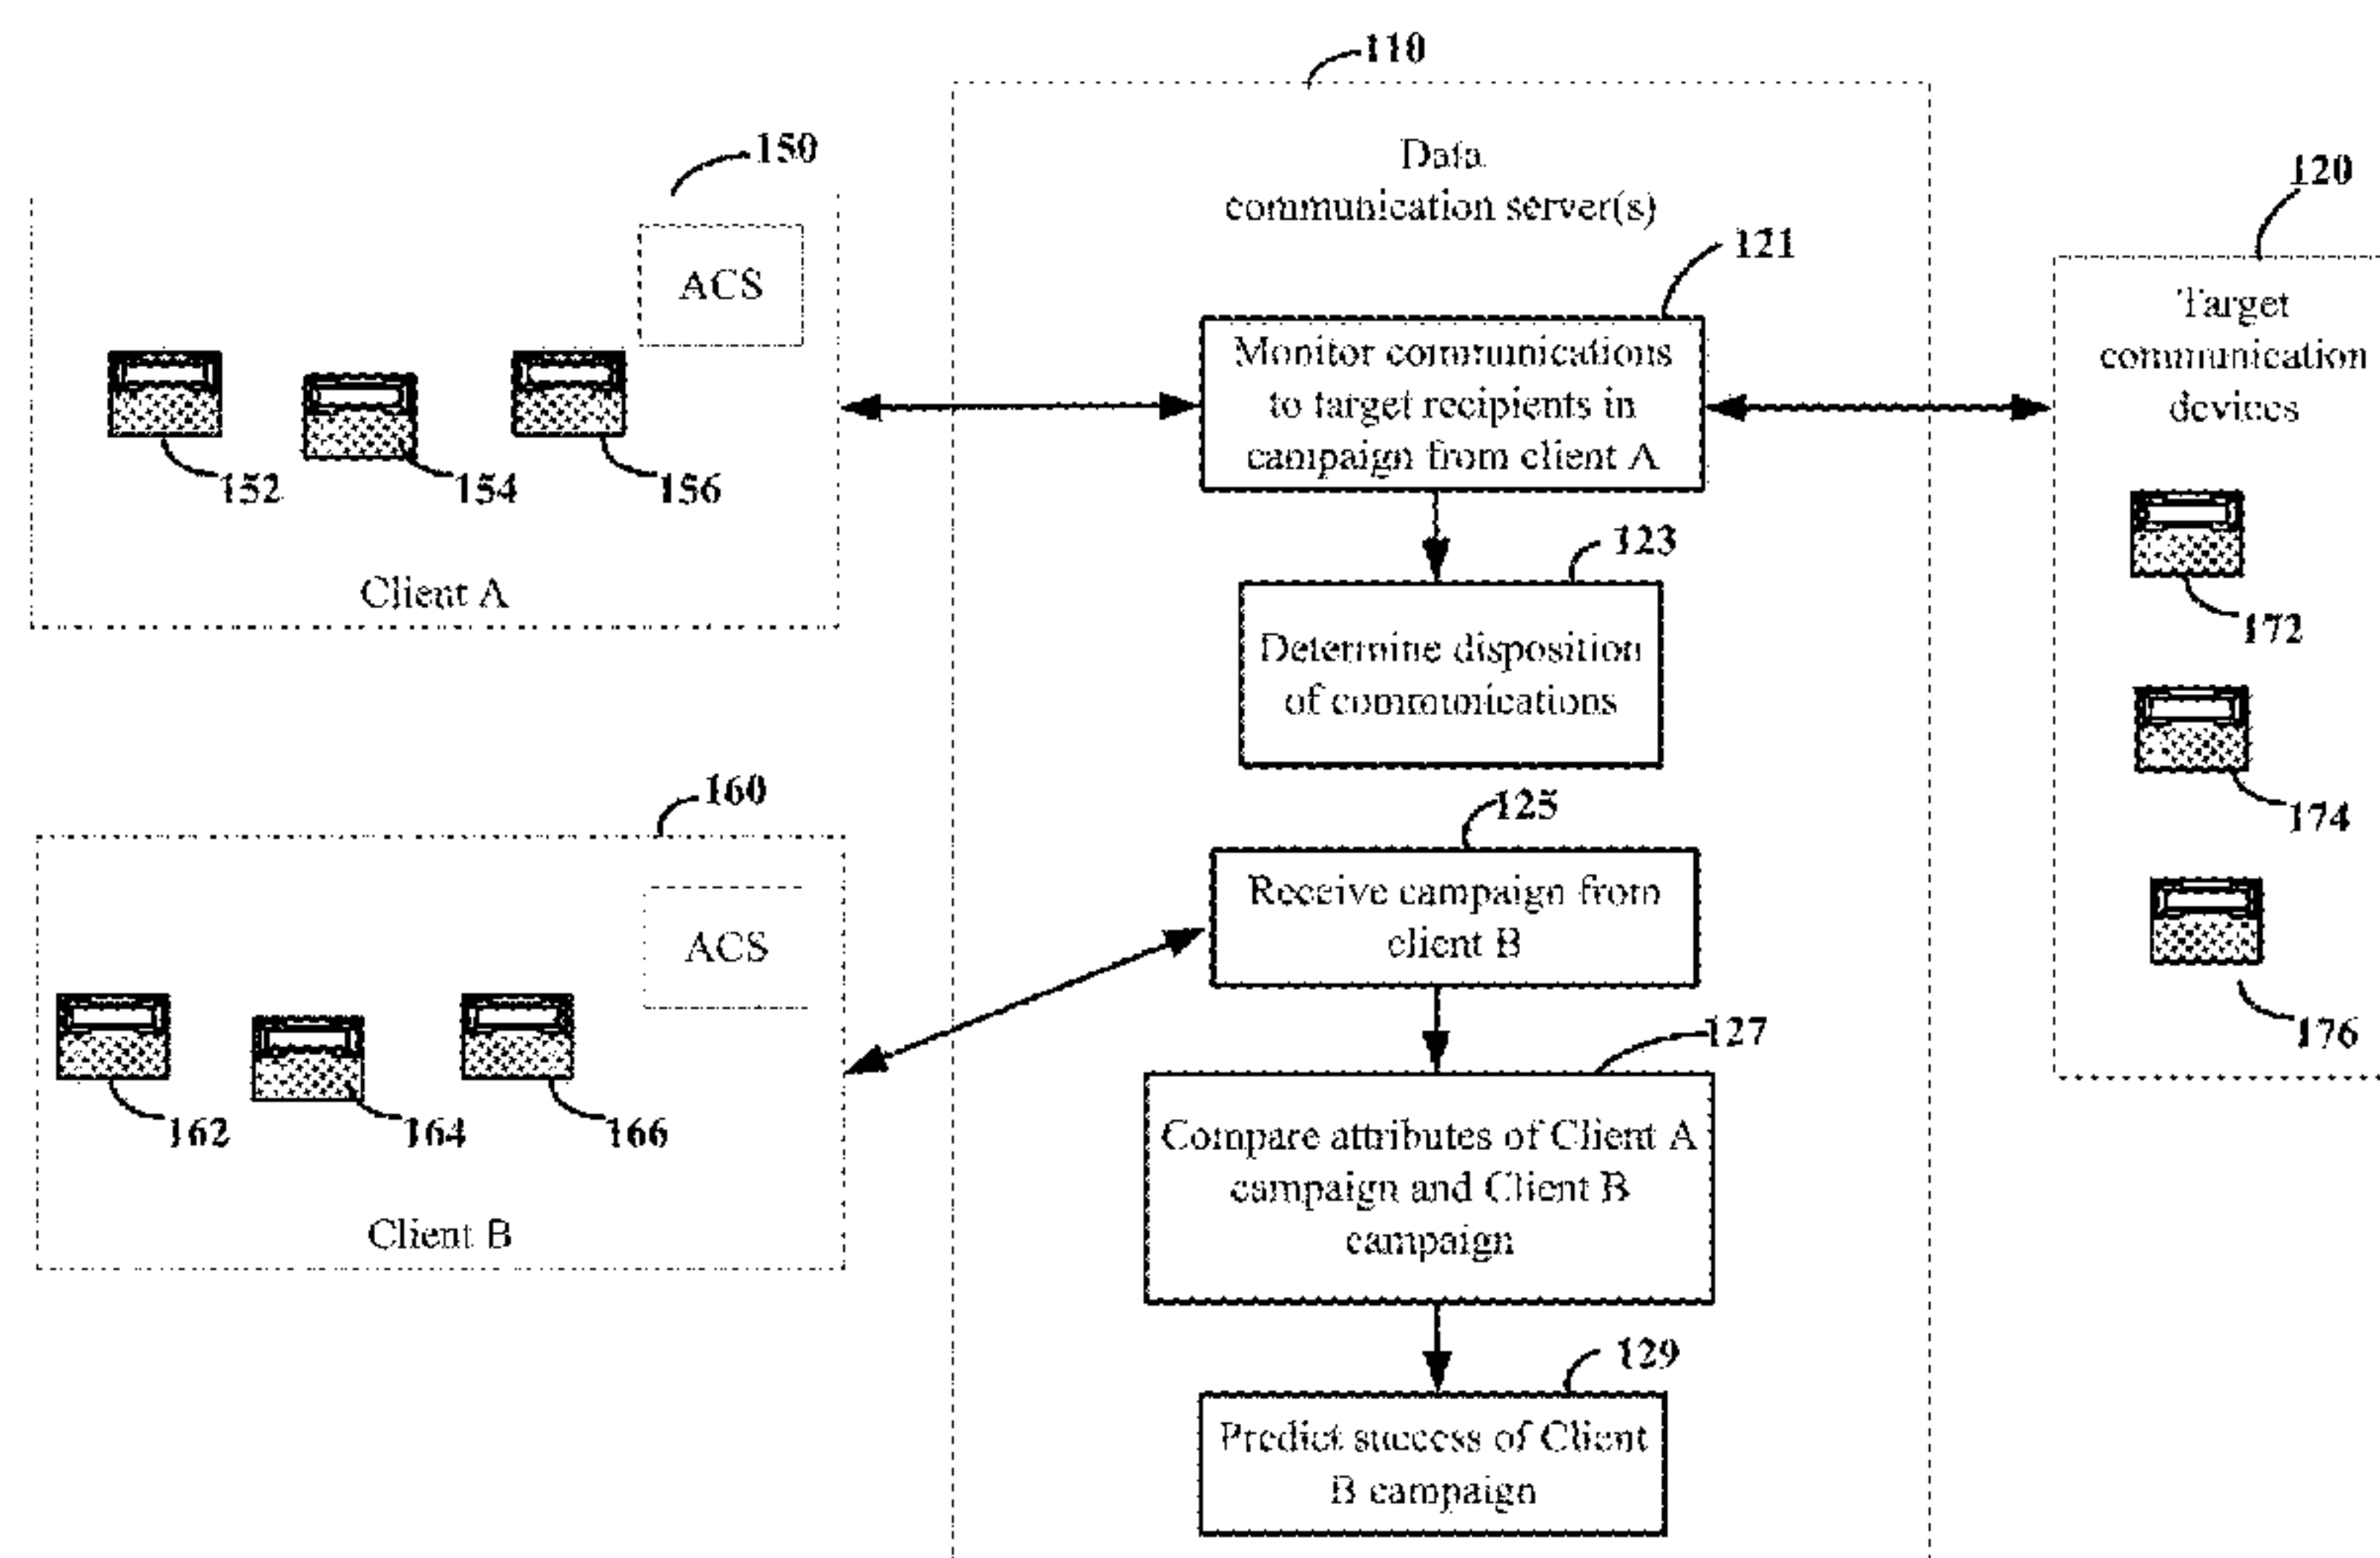 110
Data
communication server(s)
150
ACS
152
154
156
Client A
121
Monitor communications
to target recipients in
campaign from client A
123
Determine disposition
of communications
120
Target
communication
devices
172
174
176
160
ACS
162
164
166
Client B
125
Receive campaign from
client B
127
Compare attributes of Client A
campaign and Client B
campaign
129
Predict success of Client
B campaign